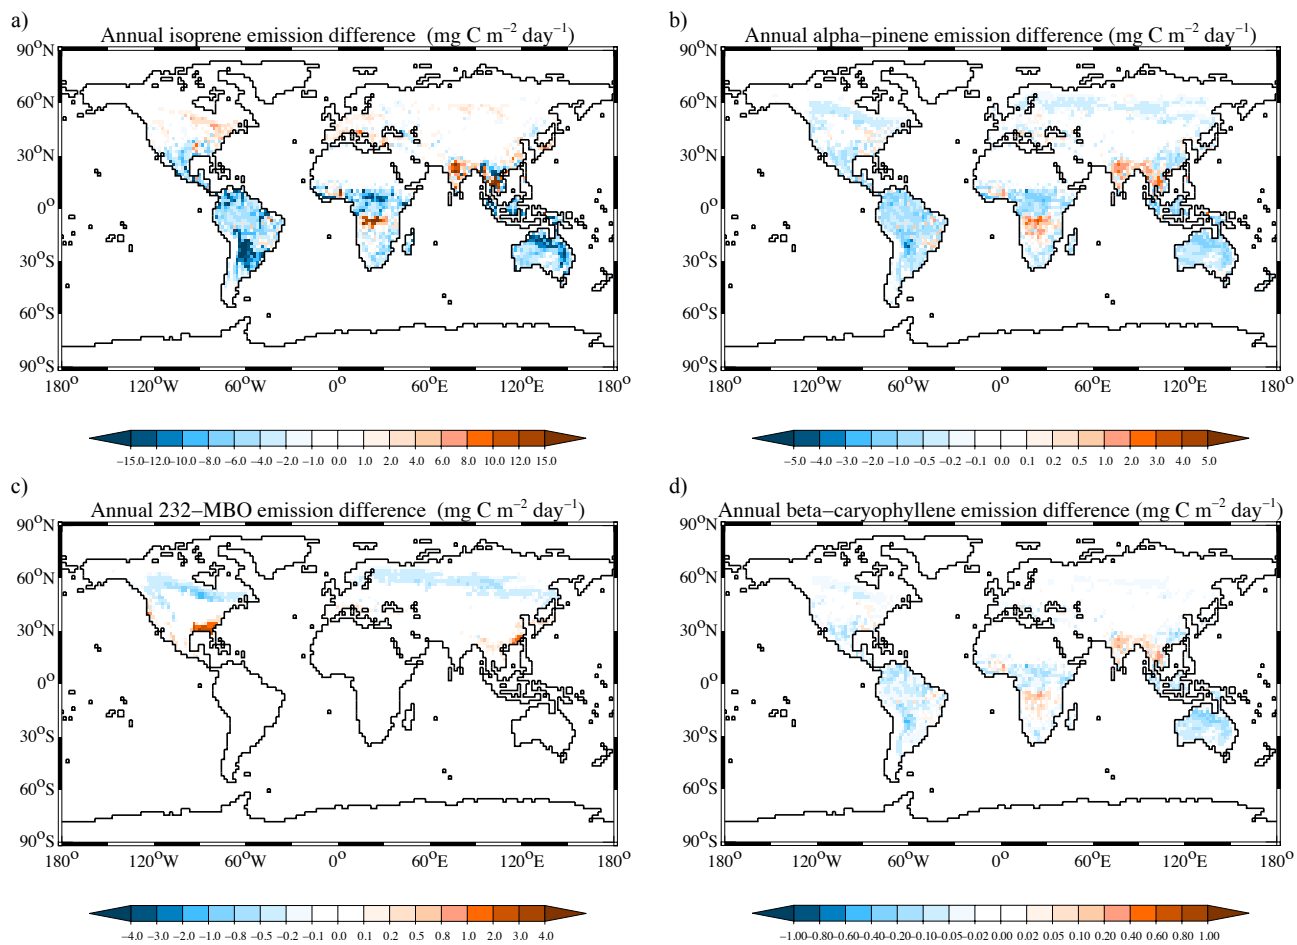 a)
Annual isoprene emission difference (mg C m⁻² day⁻¹)
90°N
60°N
30°N
0°
30°S
60°S
90°S
180° 120°W 60°W 0° 60°E 120°E 180°
−15.0 −12.0 −10.0 −8.0 −6.0 −4.0 −2.0 −1.0 0.0 1.0 2.0 4.0 6.0 8.0 10.0 12.0 15.0
b)
Annual alpha−pinene emission difference (mg C m⁻² day⁻¹)
90°N
60°N
30°N
0°
30°S
60°S
90°S
180° 120°W 60°W 0° 60°E 120°E 180°
−5.0 −4.0 −3.0 −2.0 −1.0 −0.5 −0.2 −0.1 0.0 0.1 0.2 0.5 1.0 2.0 3.0 4.0 5.0
c)
Annual 232−MBO emission difference (mg C m⁻² day⁻¹)
90°N
60°N
30°N
0°
30°S
60°S
90°S
180° 120°W 60°W 0° 60°E 120°E 180°
−4.0 −3.0 −2.0 −1.0 −0.8 −0.5 −0.2 −0.1 0.0 0.1 0.2 0.5 0.8 1.0 2.0 3.0 4.0
d)
Annual beta−caryophyllene emission difference (mg C m⁻² day⁻¹)
90°N
60°N
30°N
0°
30°S
60°S
90°S
180° 120°W 60°W 0° 60°E 120°E 180°
−1.00 −0.80 −0.60 −0.40 −0.20 −0.10 −0.05 −0.02 0.00 0.02 0.05 0.10 0.20 0.40 0.60 0.80 1.00